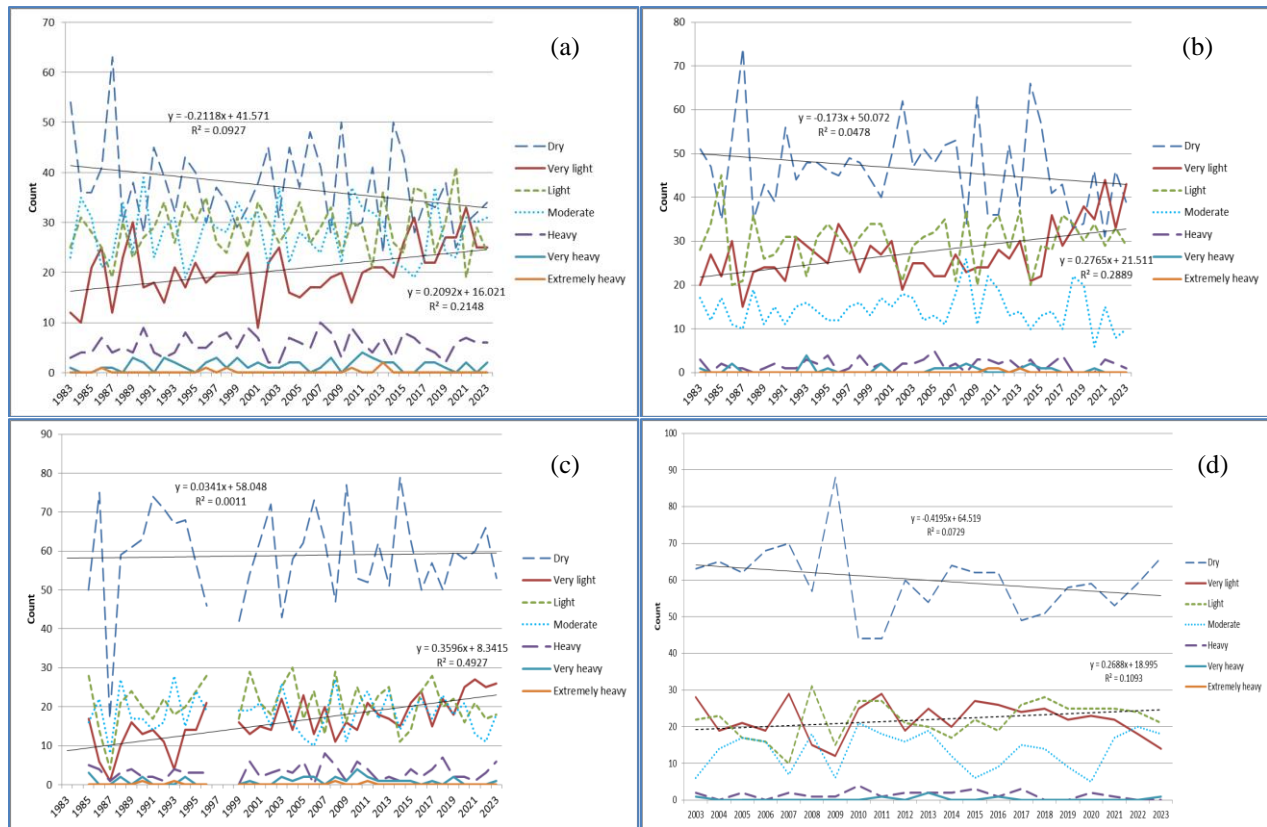 (a)
70
60
50
40
30
20
10
0
Count
y = -0.2118x + 41.571
R² = 0.0927
y = 0.2092x + 16.021
R² = 0.2148
Dry
Very light
Light
Moderate
Heavy
Very heavy
Extremely heavy
1983 1985 1987 1989 1991 1993 1995 1997 1999 2001 2003 2005 2007 2009 2011 2013 2015 2017 2019 2021 2023
(b)
80
70
60
50
40
30
20
10
0
Count
y = -0.173x + 50.072
R² = 0.0478
y = 0.2765x + 21.511
R² = 0.2889
Dry
Very light
Light
Moderate
Heavy
Very heavy
Extremely heavy
1983 1985 1987 1989 1991 1993 1995 1997 1999 2001 2003 2005 2007 2009 2011 2013 2015 2017 2019 2021 2023
(c)
90
80
70
60
50
40
30
20
10
0
Count
y = 0.0341x + 58.048
R² = 0.0011
y = 0.3596x + 8.3415
R² = 0.4927
Dry
Very light
Light
Moderate
Heavy
Very heavy
Extremely heavy
1983 1985 1987 1989 1991 1993 1995 1997 1999 2001 2003 2005 2007 2009 2011 2013 2015 2017 2019 2021 2023
(d)
100
90
80
70
60
50
40
30
20
10
0
Count
y = -0.4195x + 64.519
R² = 0.0729
y = 0.2688x + 18.995
R² = 0.1093
Dry
Very light
Light
Moderate
Heavy
Very heavy
Extremely heavy
2003 2004 2005 2006 2007 2008 2009 2010 2011 2012 2013 2014 2015 2016 2017 2018 2019 2020 2021 2022 2023